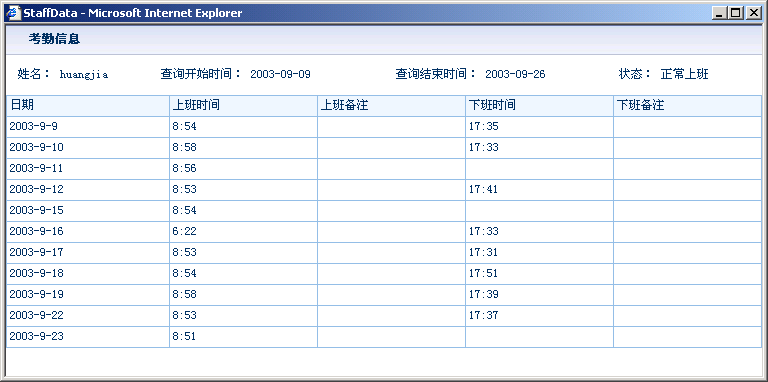 StaffData - Microsoft Internet Explorer
考勤信息
姓名： huangjia 查询开始时间： 2003-09-09 查询结束时间： 2003-09-26 状态： 正常上班
日期 上班时间 上班备注 下班时间 下班备注
2003-9-9 8:54 17:35
2003-9-10 8:58 17:33
2003-9-11 8:56
2003-9-12 8:53 17:41
2003-9-15 8:54
2003-9-16 6:22 17:33
2003-9-17 8:53 17:31
2003-9-18 8:54 17:51
2003-9-19 8:58 17:39
2003-9-22 8:53 17:37
2003-9-23 8:51